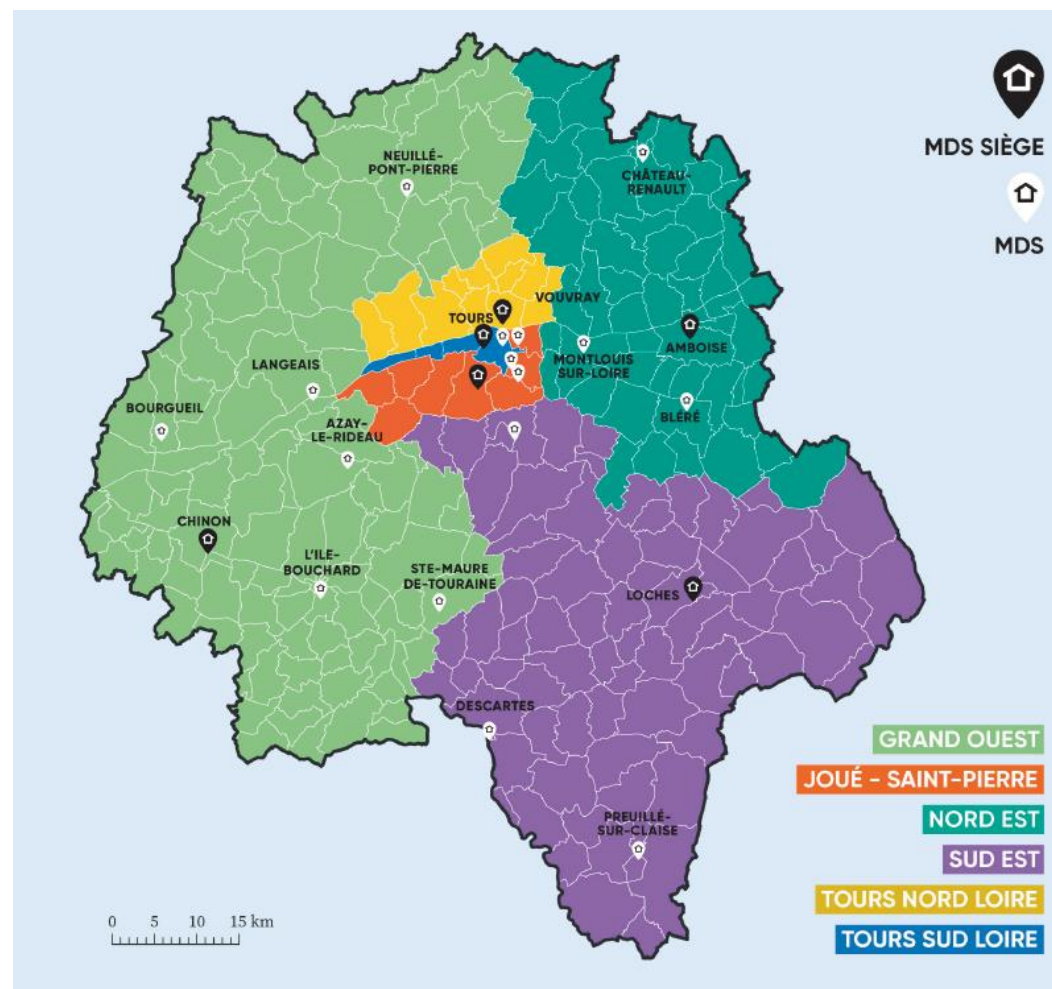 MDS SIÈGE
MDS
NEUILLÉ-
PONT-PIERRE
CHÂTEAU-
RENAULT
VOUVRAY
TOURS
AMBOISE
MONTLOUIS
SUR-LOIRE
LANGEAIS
BOURGUEIL
BLÉRÉ
AZAY-
LE-RIDEAU
CHINON
L'ILE-
BOUCHARD
STE-MAURE
DE-TOURAINE
LOCHES
DESCARTES
PREUILLÉ-
SUR-CLAISE
GRAND OUEST
JOUÉ - SAINT-PIERRE
NORD EST
SUD EST
TOURS NORD LOIRE
TOURS SUD LOIRE
0 5 10 15 km